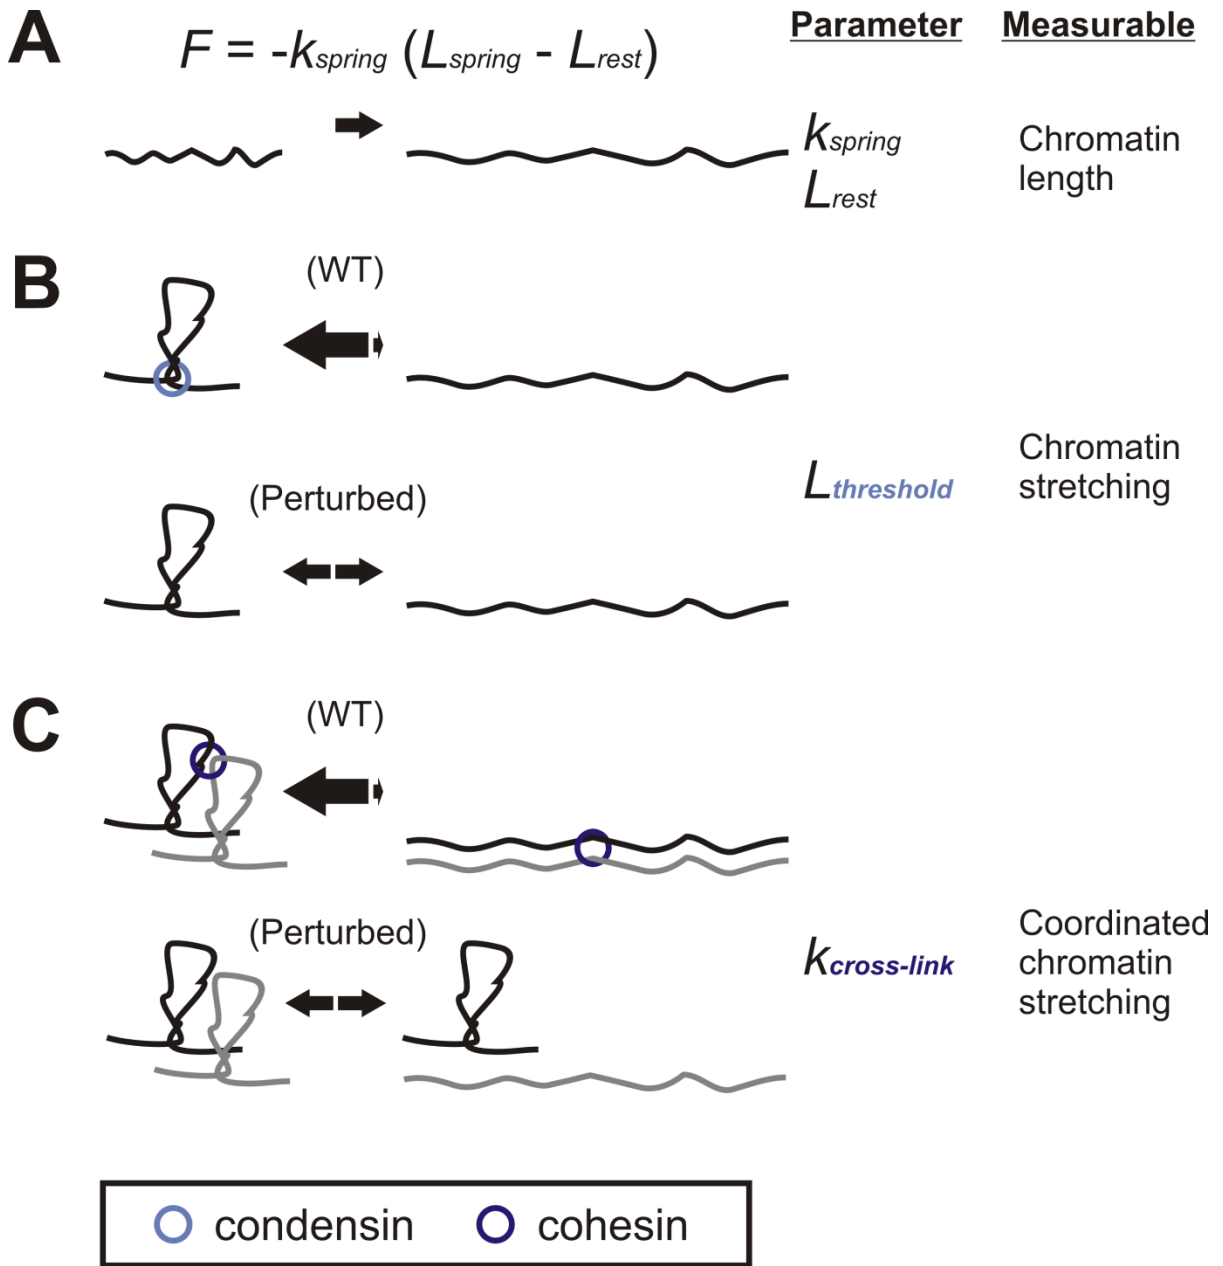 A
F = -kspring (Lspring - Lrest)
Parameter
Measurable
kspring
Lrest
Chromatin
length
B
(WT)
(Perturbed)
Lthreshold
Chromatin
stretching
C
(WT)
(Perturbed)
kcross-link
Coordinated
chromatin
stretching
condensin
cohesin